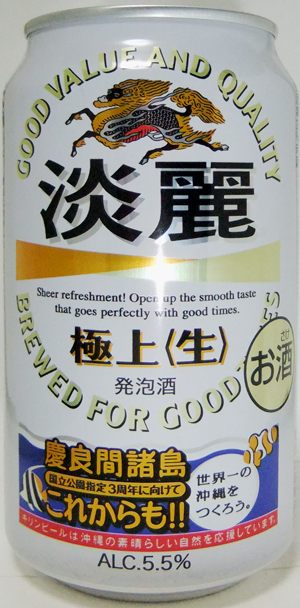 GOOD VALUE AND QUALITY
淡麗
Sheer refreshment! Open up the smooth taste
that goes perfectly with good times.
極上〈生〉
発泡酒
BREWED FOR GOOD
さけ
お酒
慶良間諸島
国立公園指定3周年に向けて
これからも!!
世界一の
沖縄を
つくろう。
キリンビールは沖縄の素晴らしい自然を応援しています。
ALC.5.5%